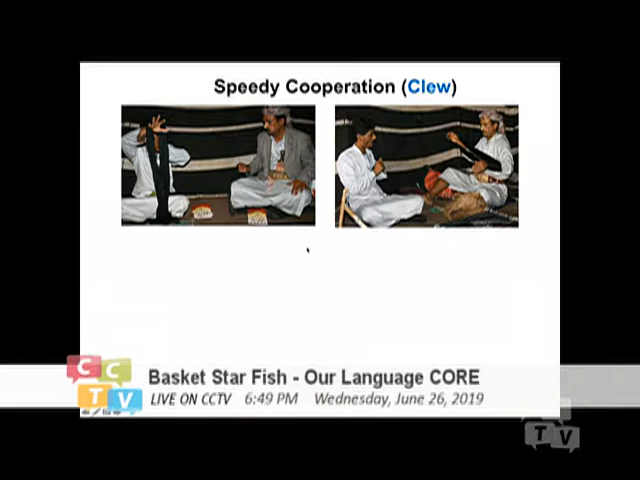 Speedy Cooperation (Clew)
CCTV
Basket Star Fish - Our Language CORE
LIVE ON CCTV 6:49 PM Wednesday, June 26, 2019
TV